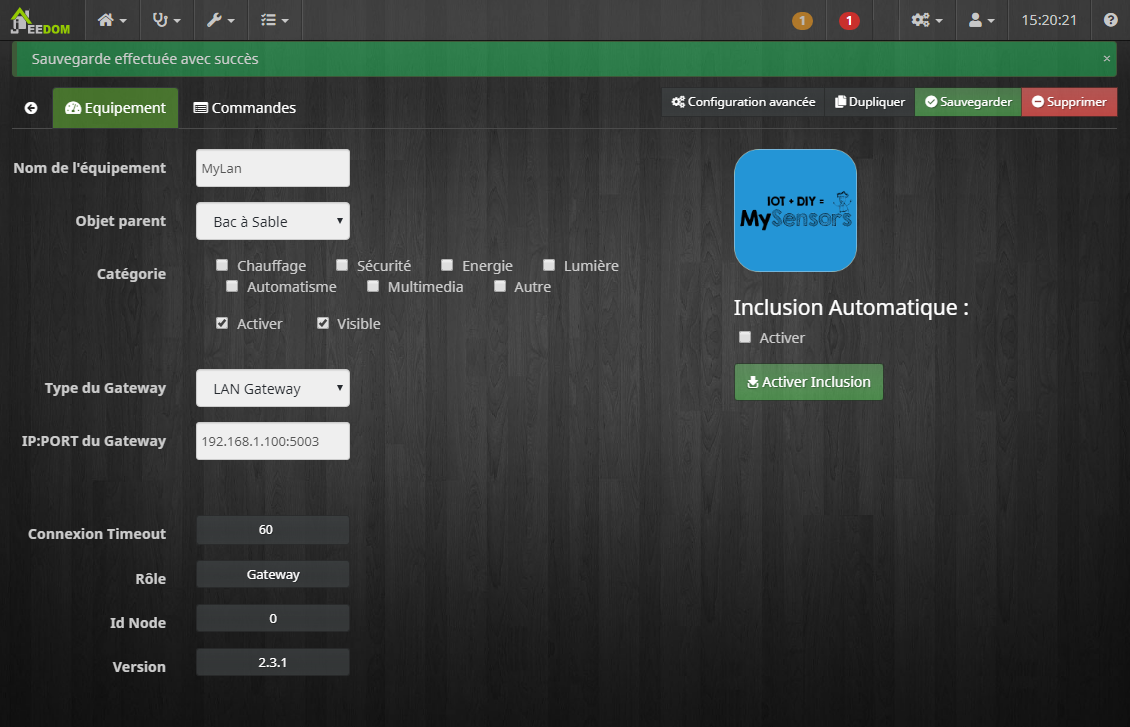 EEDOM
1
1
15:20:21
Sauvegarde effectuée avec succès
×
Equipement
Commandes
Configuration avancée
Dupliquer
Sauvegarder
Supprimer
Nom de l'équipement
MyLan
Objet parent
Bac à Sable
Catégorie
Chauffage
Sécurité
Energie
Lumière
Automatisme
Multimedia
Autre
Activer
Visible
Type du Gateway
LAN Gateway
IP:PORT du Gateway
192.168.1.100:5003
Connexion Timeout
60
Rôle
Gateway
Id Node
0
Version
2.3.1
IOT + DIY =
MySensors
Inclusion Automatique :
Activer
Activer Inclusion